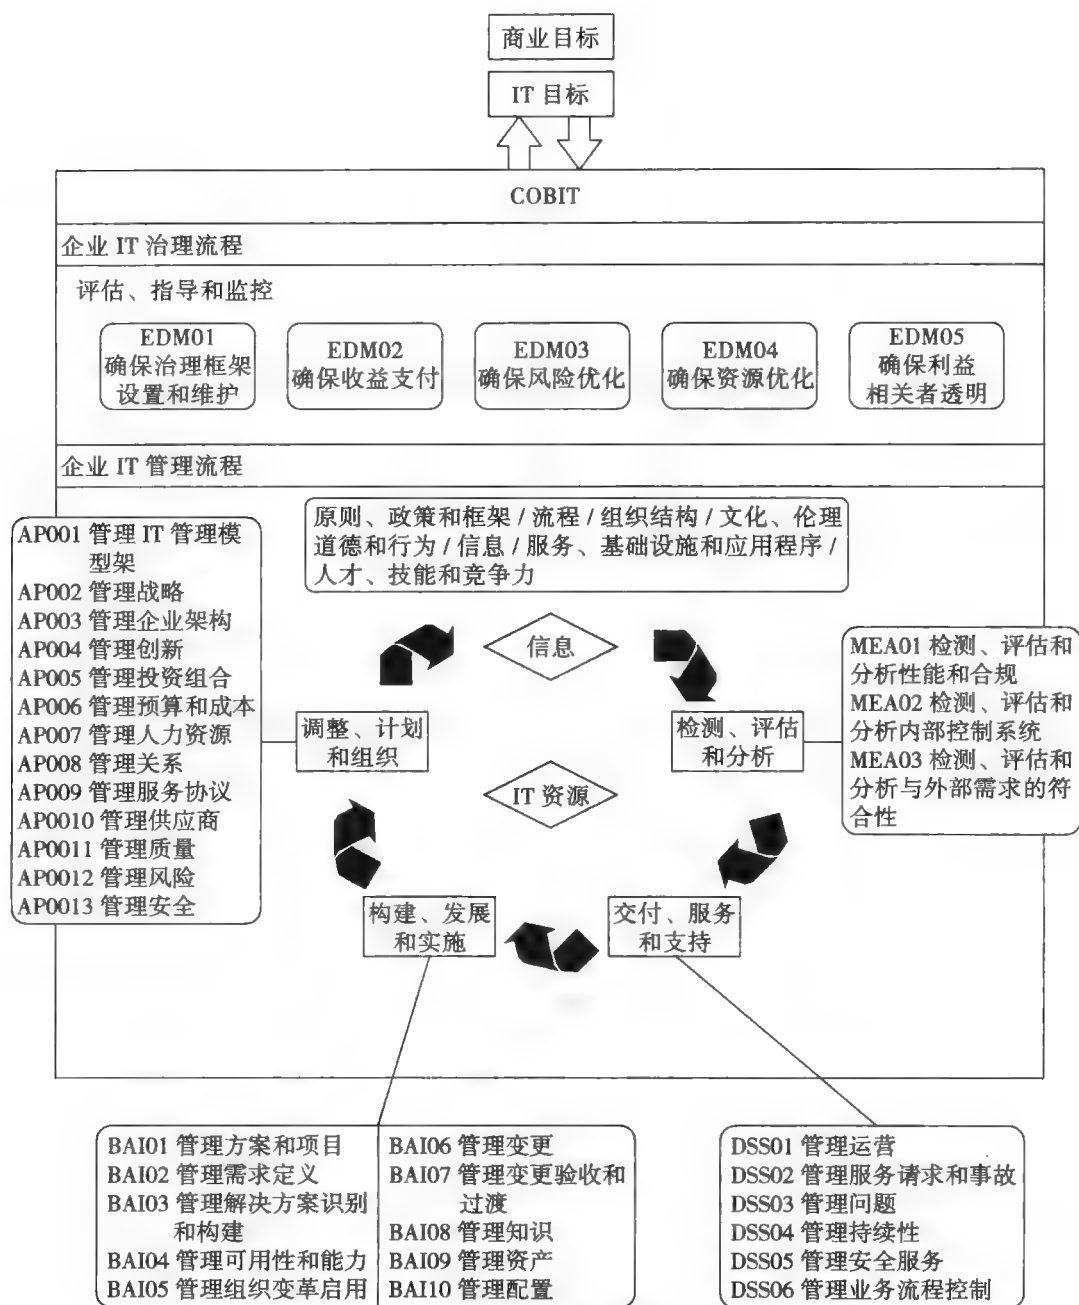 商业目标
IT 目标
COBIT
企业 IT 治理流程
评估、指导和监控
EDM01
确保治理框架
设置和维护
EDM02
确保收益支付
EDM03
确保风险优化
EDM04
确保资源优化
EDM05
确保利益
相关者透明
企业 IT 管理流程
原则、政策和框架 / 流程 / 组织结构 / 文化、伦理
道德和行为 / 信息 / 服务、基础设施和应用程序 /
人才、技能和竞争力
AP001 管理 IT 管理模
型架
AP002 管理战略
AP003 管理企业架构
AP004 管理创新
AP005 管理投资组合
AP006 管理预算和成本
AP007 管理人力资源
AP008 管理关系
AP009 管理服务协议
AP0010 管理供应商
AP0011 管理质量
AP0012 管理风险
AP0013 管理安全
信息
调整、计划
和组织
检测、评估
和分析
MEA01 检测、评估和
分析性能和合规
MEA02 检测、评估和
分析内部控制系统
MEA03 检测、评估和
分析与外部需求的符
合性
IT 资源
构建、发展
和实施
交付、服务
和支持
BAI01 管理方案和项目
BAI02 管理需求定义
BAI03 管理解决方案识别
和构建
BAI04 管理可用性和能力
BAI05 管理组织变革启用
BAI06 管理变更
BAI07 管理变更验收和
过渡
BAI08 管理知识
BAI09 管理资产
BAI10 管理配置
DSS01 管理运营
DSS02 管理服务请求和事故
DSS03 管理问题
DSS04 管理持续性
DSS05 管理安全服务
DSS06 管理业务流程控制